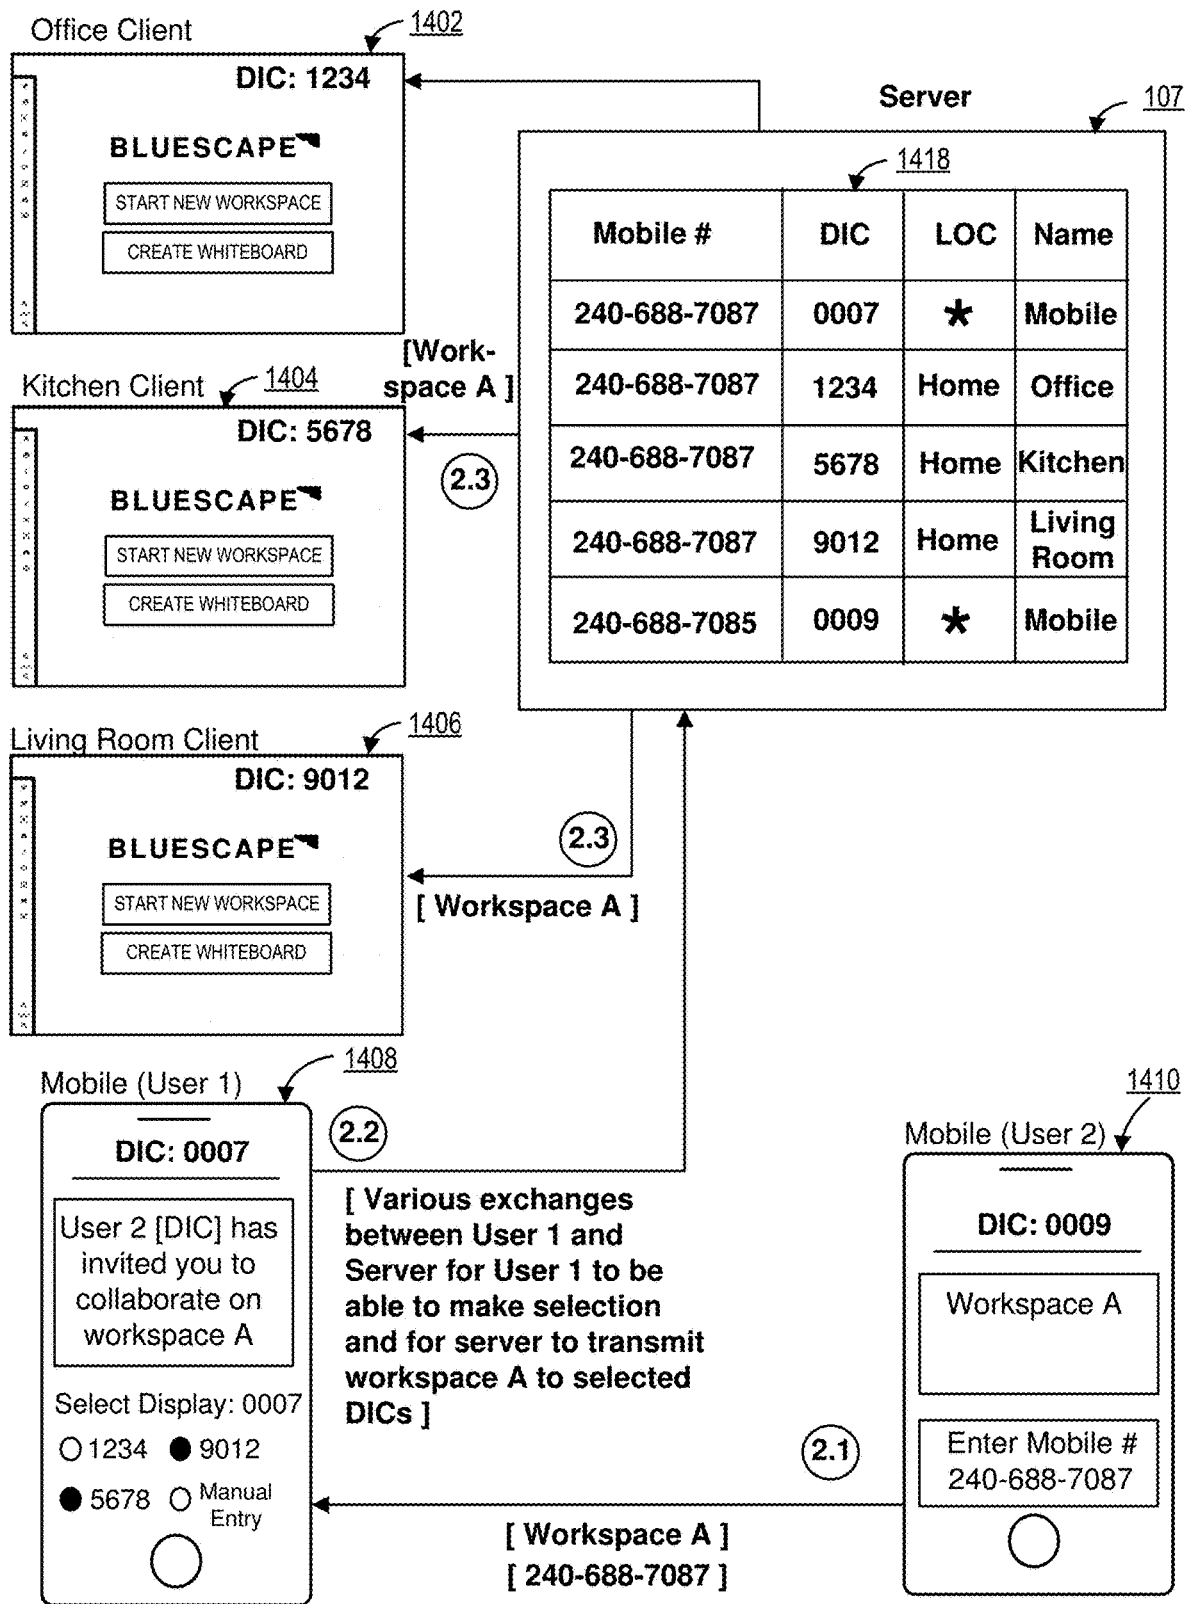 Office Client
1402
DIC: 1234
BLUESCAPE
START NEW WORKSPACE
CREATE WHITEBOARD
Server
107
1418
Mobile # DIC LOC Name
240-688-7087 0007 * Mobile
240-688-7087 1234 Home Office
240-688-7087 5678 Home Kitchen
240-688-7087 9012 Home Living
Room
240-688-7085 0009 * Mobile
[Work-
space A ]
2.3
Kitchen Client
1404
DIC: 5678
BLUESCAPE
START NEW WORKSPACE
CREATE WHITEBOARD
Living Room Client
1406
DIC: 9012
BLUESCAPE
START NEW WORKSPACE
CREATE WHITEBOARD
2.3
[ Workspace A ]
Mobile (User 1)
1408
DIC: 0007
User 2 [DIC] has
invited you to
collaborate on
workspace A
Select Display: 0007
1234 9012
5678 Manual
Entry
2.2
[ Various exchanges
between User 1 and
Server for User 1 to be
able to make selection
and for server to transmit
workspace A to selected
DICs ]
2.1
[ Workspace A ]
[ 240-688-7087 ]
1410
Mobile (User 2)
DIC: 0009
Workspace A
Enter Mobile #
240-688-7087